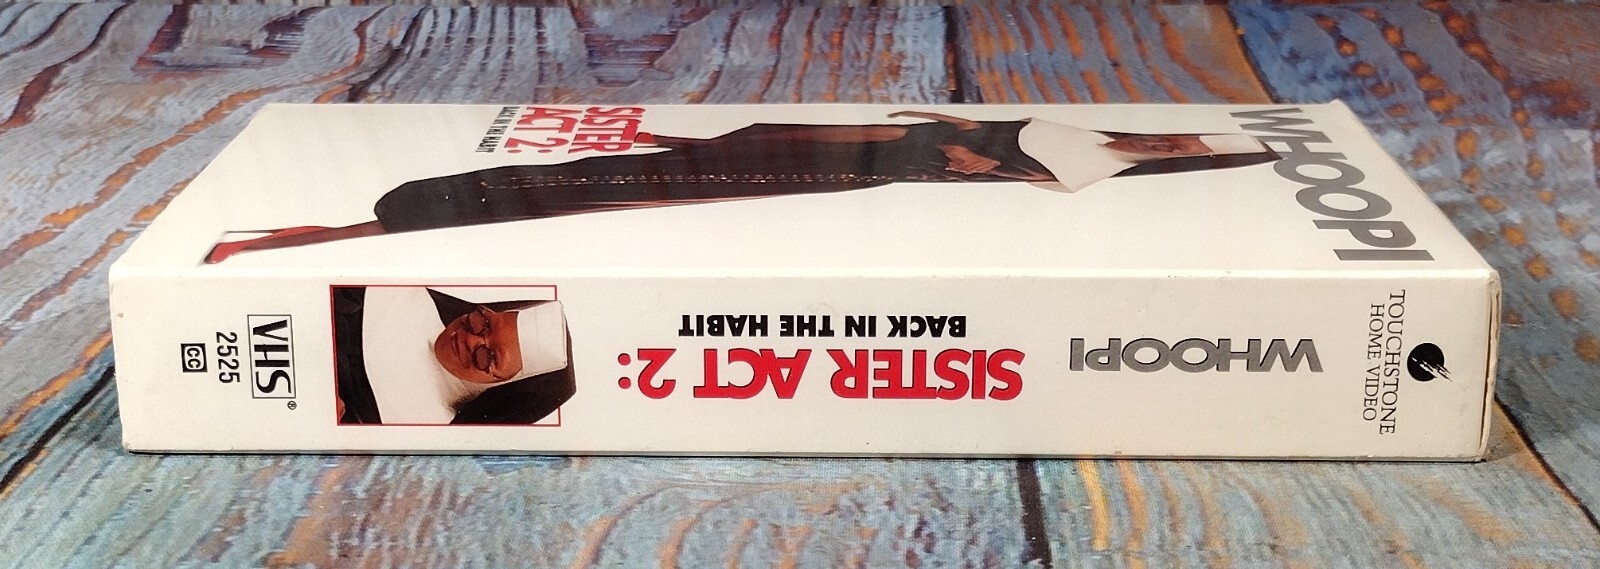 WHOOPI
SISTER
ACT 2:
BACK IN THE HABIT
TOUCHSTONE
HOME VIDEO
WHOOPI
SISTER ACT 2:
BACK IN THE HABIT
VHS®
2525
CC